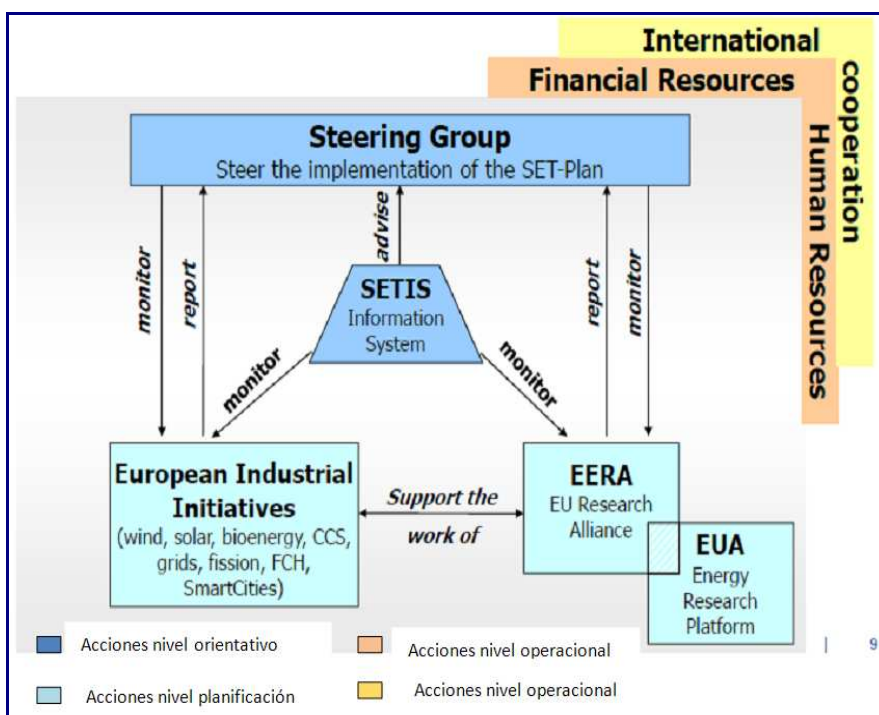 International
cooperation
Financial Resources
Human Resources
Steering Group
Steer the implementation of the SET-Plan
monitor
report
advise
report
monitor
SETIS
Information
System
monitor
monitor
European Industrial
Initiatives
(wind, solar, bioenergy, CCS,
grids, fission, FCH,
SmartCities)
Support the
work of
EERA
EU Research
Alliance
EUA
Energy
Research
Platform
Acciones nivel orientativo
Acciones nivel operacional
| 9
Acciones nivel planificación
Acciones nivel operacional